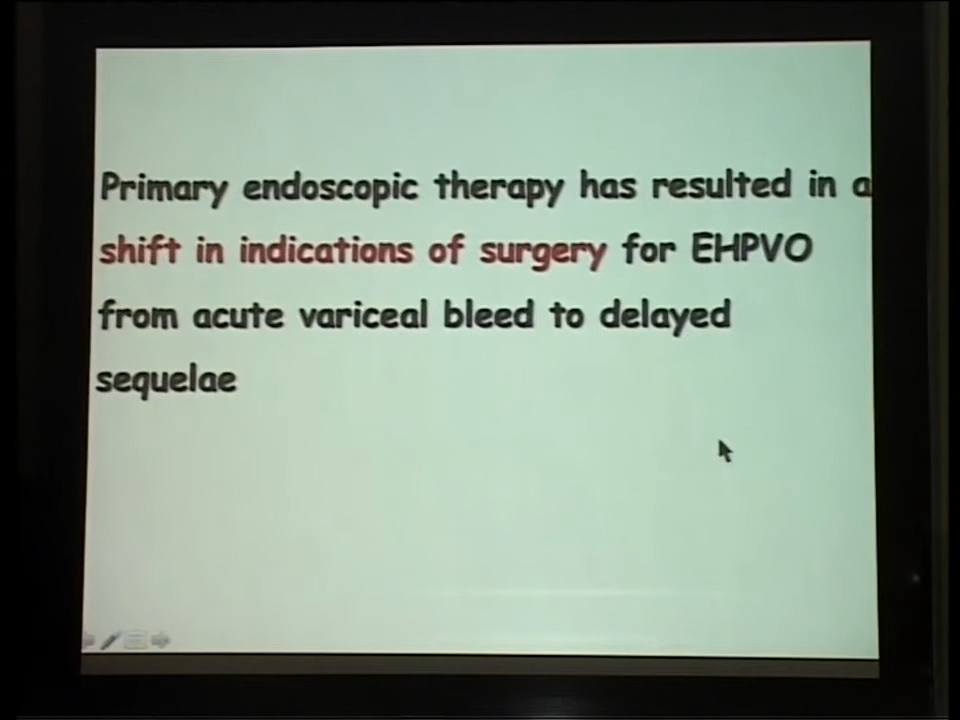 Primary endoscopic therapy has resulted in a
shift in indications of surgery for EHPVO
from acute variceal bleed to delayed
sequelae